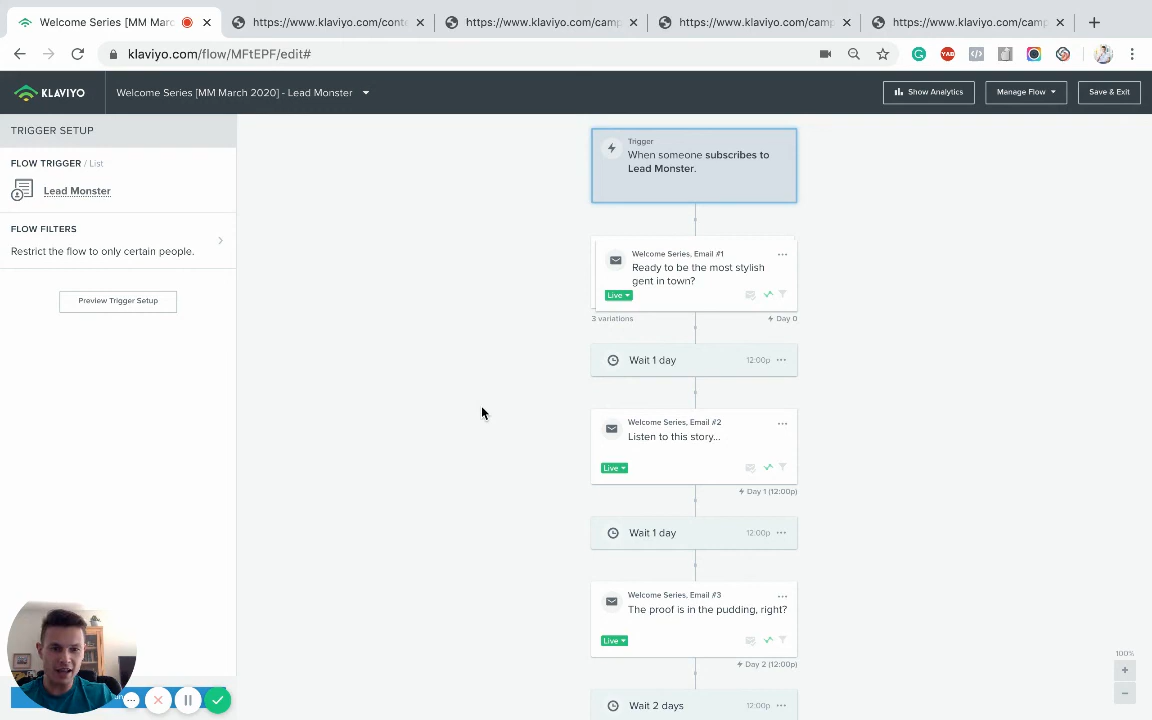 Welcome Series [MM Marc
https://www.klaviyo.com/conte
https://www.klaviyo.com/camp
https://www.klaviyo.com/camp
https://www.klaviyo.com/camp
klaviyo.com/flow/MFtEPF/edit#
YAB
KLAVIYO
Welcome Series [MM March 2020] - Lead Monster
Show Analytics
Manage Flow
Save & Exit
TRIGGER SETUP
FLOW TRIGGER / List
Lead Monster
FLOW FILTERS
Restrict the flow to only certain people.
Preview Trigger Setup
Trigger
When someone subscribes to
Lead Monster.
Welcome Series, Email #1
Ready to be the most stylish
gent in town?
Live
3 variations
Day 0
Wait 1 day
12:00p
Welcome Series, Email #2
Listen to this story...
Live
Day 1 (12:00p)
Wait 1 day
12:00p
Welcome Series, Email #3
The proof is in the pudding, right?
Live
Day 2 (12:00p)
Wait 2 days
12:00p
100%